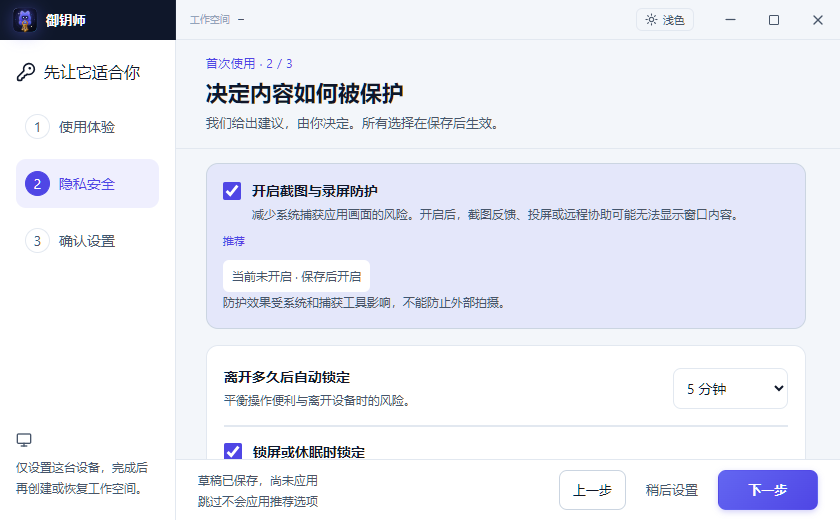 御钥师
工作空间 –
浅色
先让它适合你
1 使用体验
2 隐私安全
3 确认设置
仅设置这台设备，完成后
再创建或恢复工作空间。
首次使用 · 2 / 3
决定内容如何被保护
我们给出建议，由你决定。所有选择在保存后生效。
开启截图与录屏防护
减少系统捕获应用画面的风险。开启后，截图反馈、投屏或远程协助可能无法显示窗口内容。
推荐
当前未开启 · 保存后开启
防护效果受系统和捕获工具影响，不能防止外部拍摄。
离开多久后自动锁定
平衡操作便利与离开设备时的风险。
5 分钟
锁屏或休眠时锁定
草稿已保存，尚未应用
跳过不会应用推荐选项
上一步
稍后设置
下一步